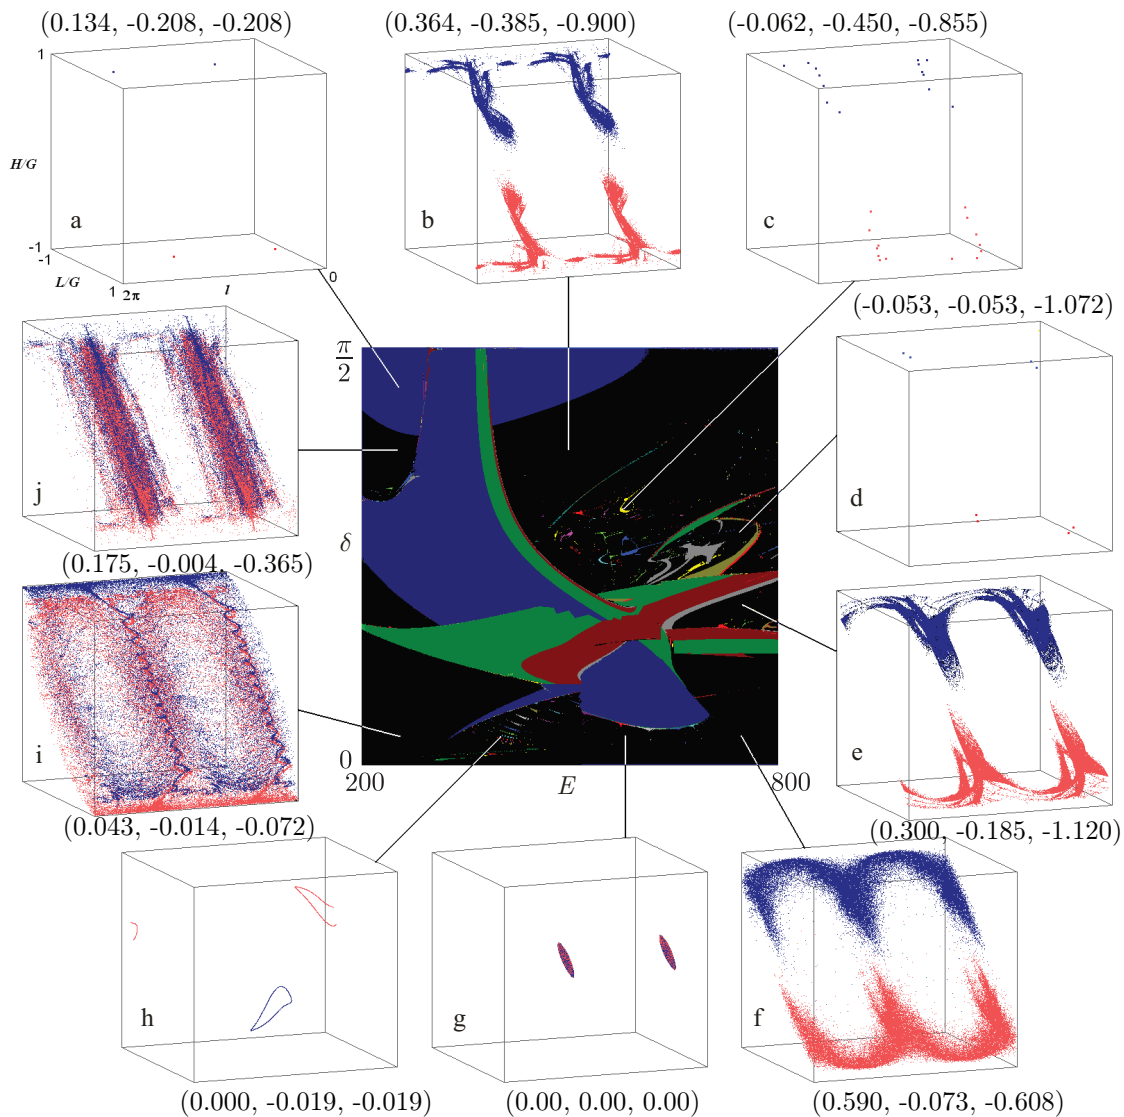 (0.134, -0.208, -0.208)
(0.364, -0.385, -0.900)
(-0.062, -0.450, -0.855)
1
H/G
a
b
c
-1
-1
L/G
1
2π
l
0
(-0.053, -0.053, -1.072)
π/2
j
d
δ
(0.175, -0.004, -0.365)
i
0
200
E
800
e
(0.043, -0.014, -0.072)
(0.300, -0.185, -1.120)
h
g
f
(0.000, -0.019, -0.019)
(0.00, 0.00, 0.00)
(0.590, -0.073, -0.608)